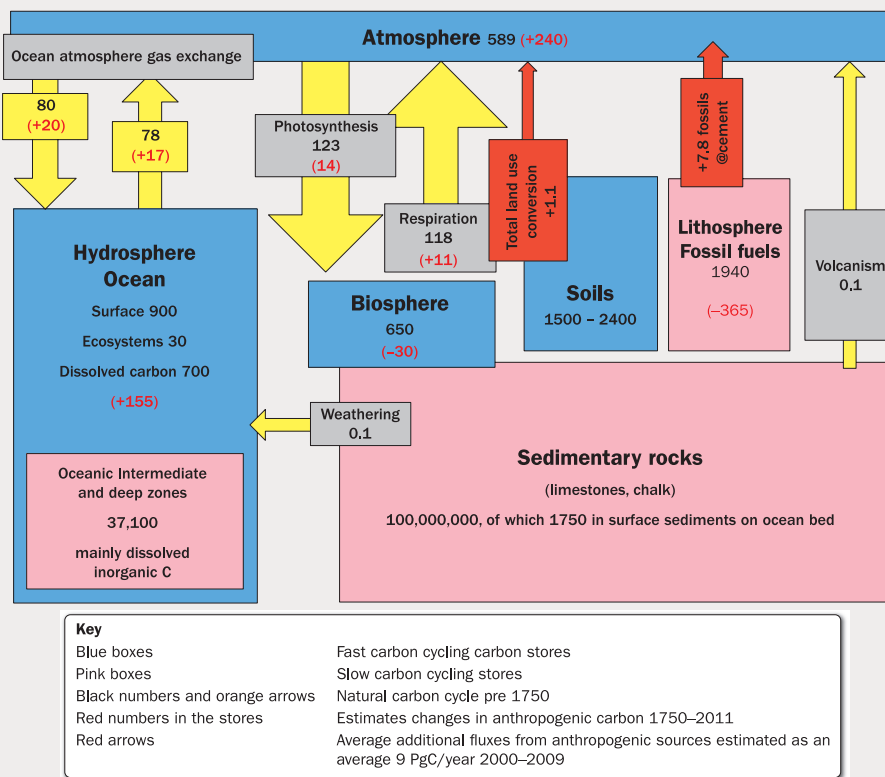 Atmosphere 589 (+240)
Ocean atmosphere gas exchange
80
(+20)
78
(+17)
Photosynthesis
123
(14)
Respiration
118
(+11)
Total land use
conversion
+1.1
+7.8 fossils
@cement
Volcanism
0.1
Hydrosphere
Ocean
Surface 900
Ecosystems 30
Dissolved carbon 700
(+155)
Oceanic Intermediate
and deep zones
37,100
mainly dissolved
inorganic C
Biosphere
650
(–30)
Soils
1500 – 2400
Lithosphere
Fossil fuels
1940
(–365)
Weathering
0.1
Sedimentary rocks
(limestones, chalk)
100,000,000, of which 1750 in surface sediments on ocean bed
Key
Blue boxes Fast carbon cycling carbon stores
Pink boxes Slow carbon cycling stores
Black numbers and orange arrows Natural carbon cycle pre 1750
Red numbers in the stores Estimates changes in anthropogenic carbon 1750–2011
Red arrows Average additional fluxes from anthropogenic sources estimated as an
average 9 PgC/year 2000–2009